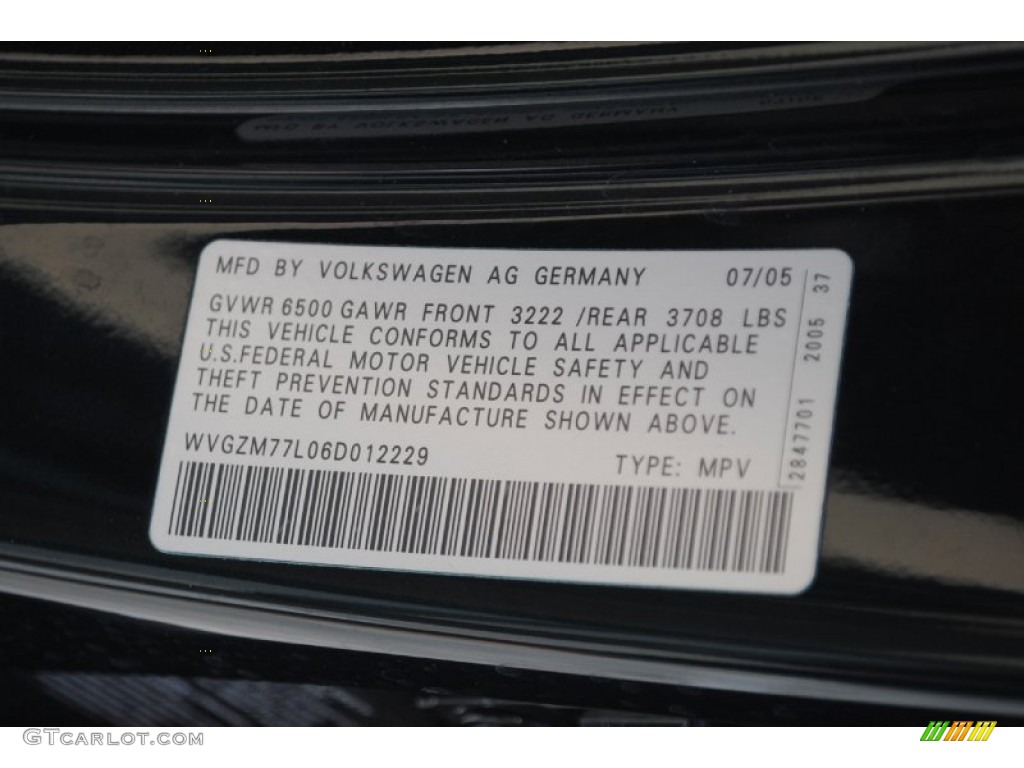 MFD BY VOLKSWAGEN AG GERMANY 07/05
GVWR 6500 GAWR FRONT 3222 /REAR 3708 LBS
THIS VEHICLE CONFORMS TO ALL APPLICABLE
U.S.FEDERAL MOTOR VEHICLE SAFETY AND
THEFT PREVENTION STANDARDS IN EFFECT ON
THE DATE OF MANUFACTURE SHOWN ABOVE.
WVGZM77L06D012229
TYPE: MPV
2847701 2005 37
GTCARLOT.COM